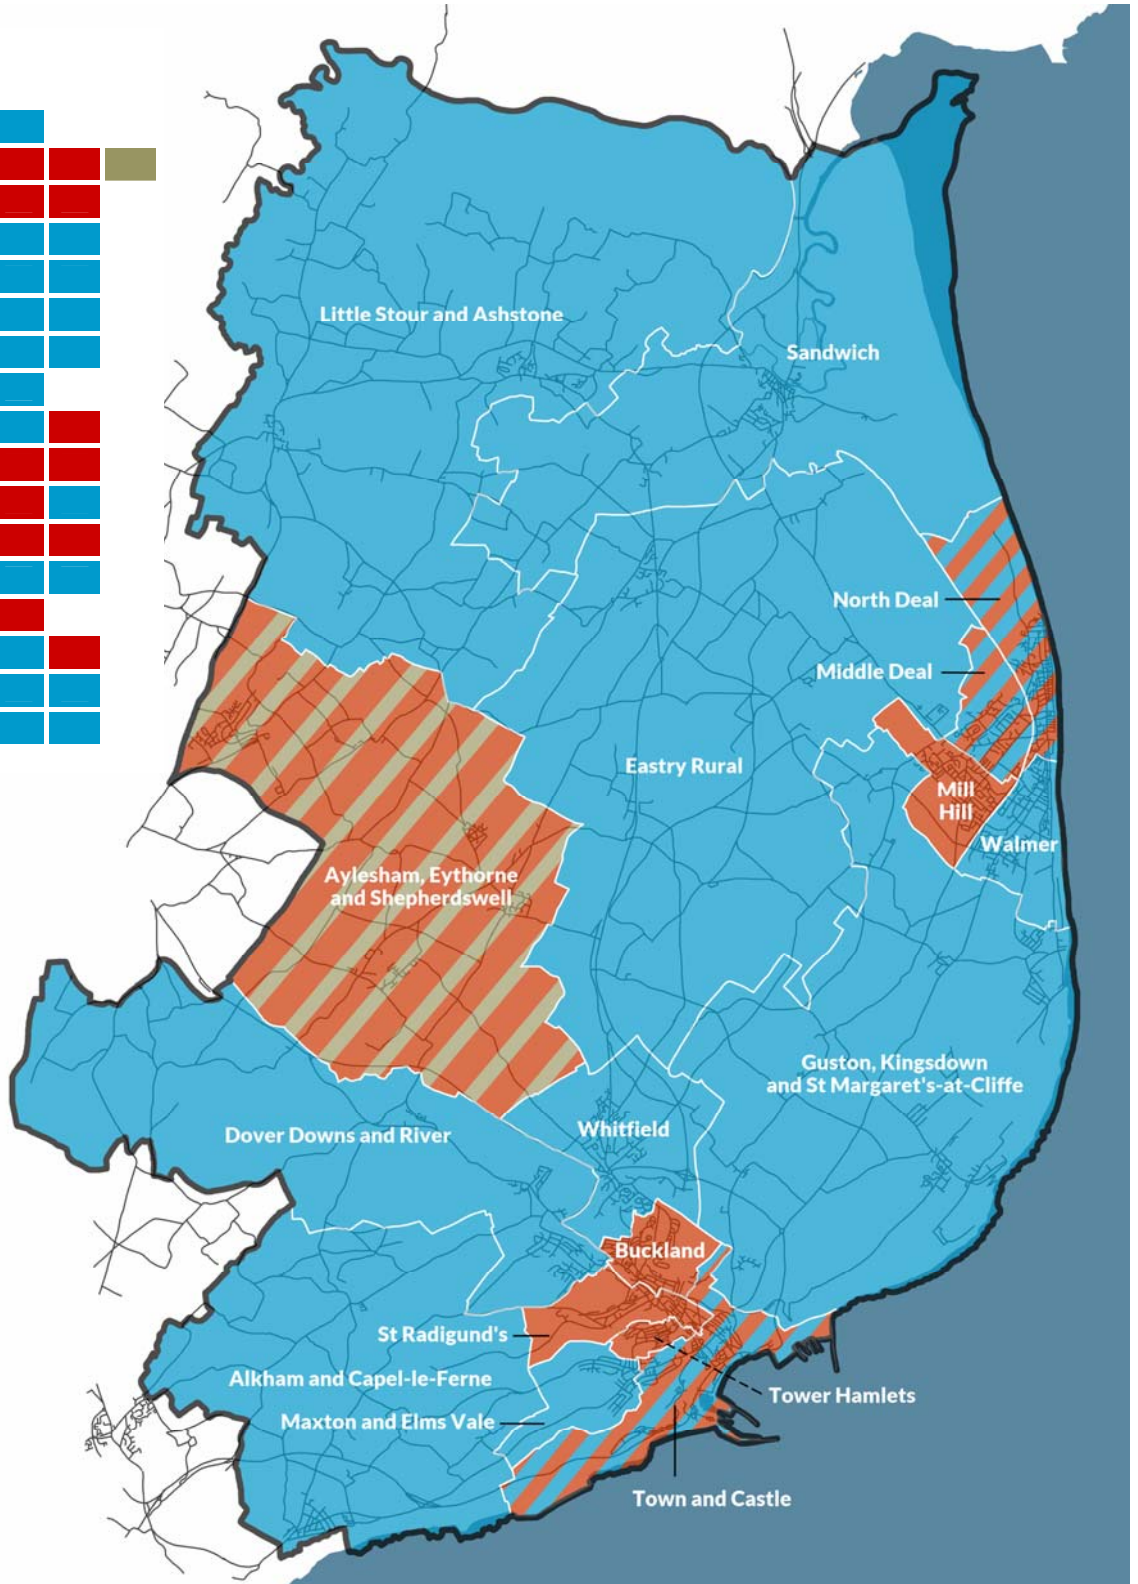 Little Stour and Ashstone
Sandwich
North Deal
Middle Deal
Eastry Rural
Mill
Hill
Walmer
Aylesham, Eythorne
and Shepherdswell
Guston, Kingsdown
and St Margaret's-at-Cliffe
Whitfield
Dover Downs and River
Buckland
St Radigund's
Alkham and Capel-le-Ferne
Tower Hamlets
Maxton and Elms Vale
Town and Castle